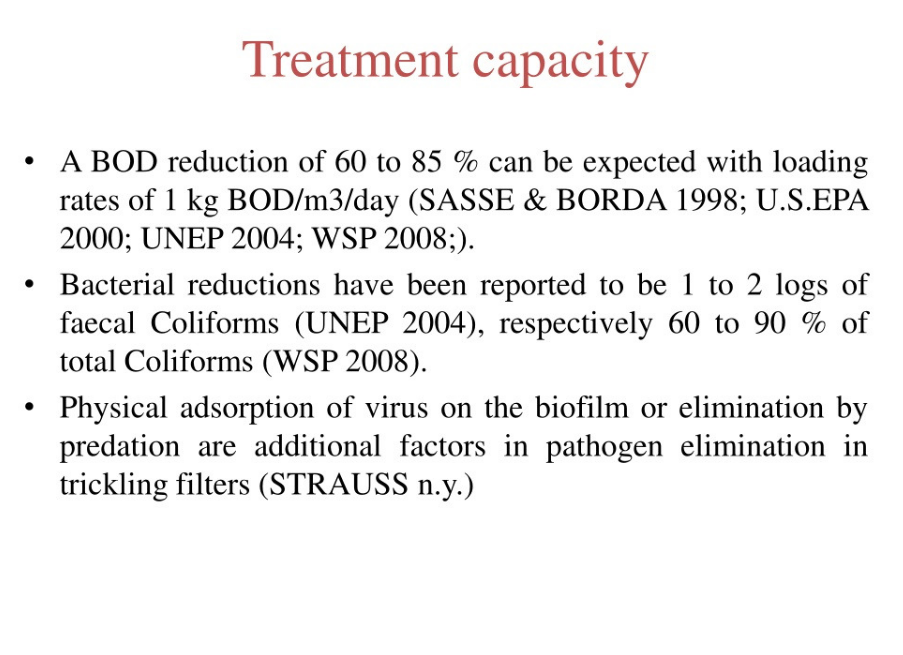 Treatment capacity
• A BOD reduction of 60 to 85 % can be expected with loading
rates of 1 kg BOD/m3/day (SASSE & BORDA 1998; U.S.EPA
2000; UNEP 2004; WSP 2008;).
• Bacterial reductions have been reported to be 1 to 2 logs of
faecal Coliforms (UNEP 2004), respectively 60 to 90 % of
total Coliforms (WSP 2008).
• Physical adsorption of virus on the biofilm or elimination by
predation are additional factors in pathogen elimination in
trickling filters (STRAUSS n.y.)